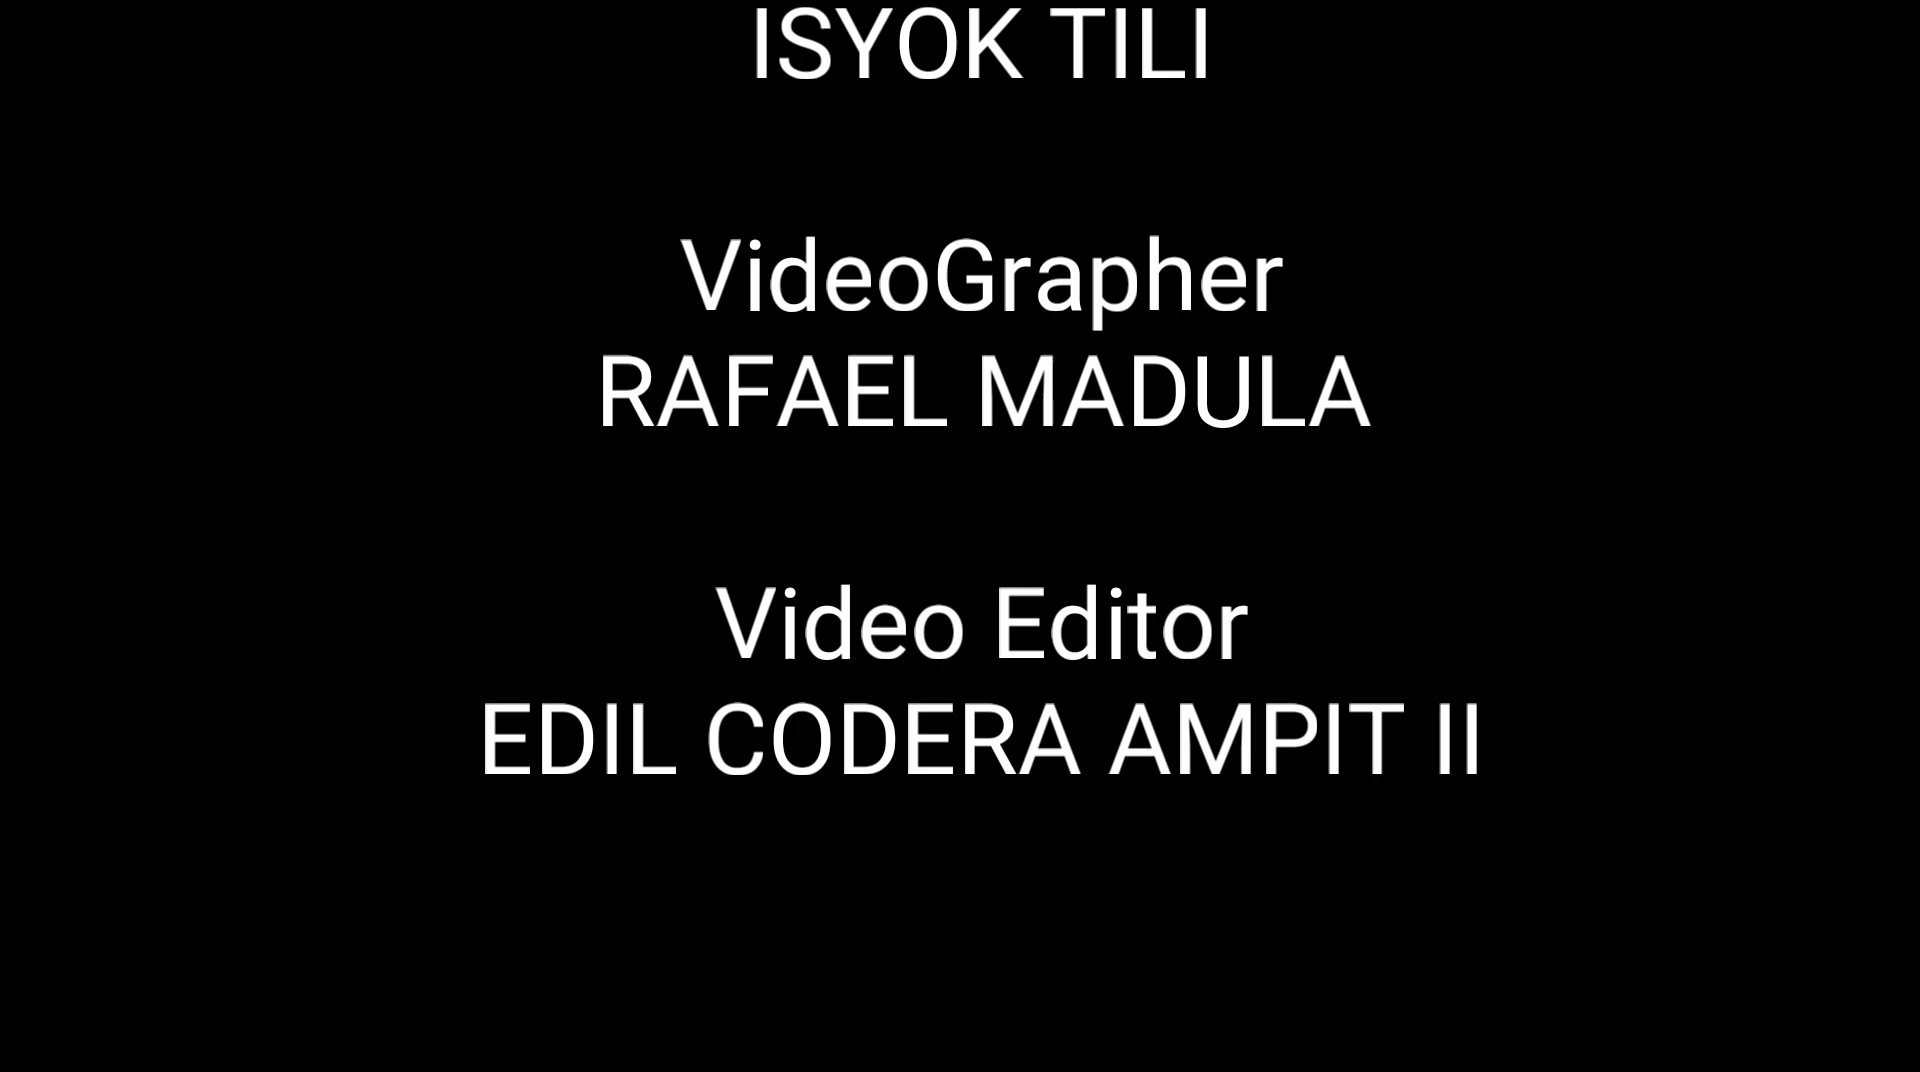 ISYOK TILI
VideoGrapher
RAFAEL MADULA
Video Editor
EDIL CODERA AMPIT II